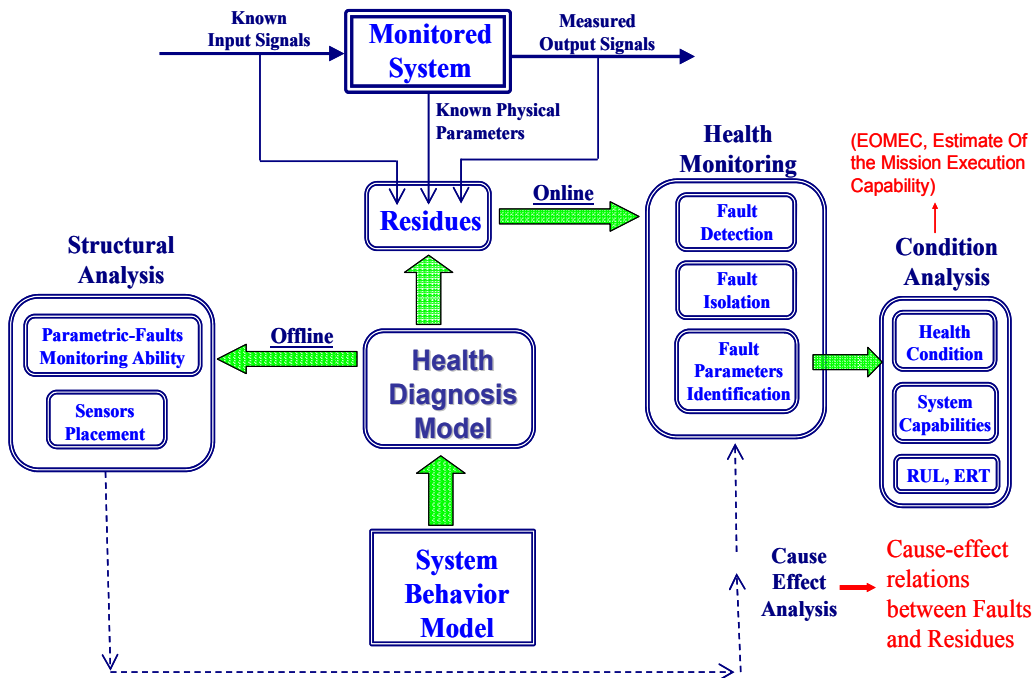 Known
Input Signals
Monitored
System
Measured
Output Signals
Known Physical
Parameters
Residues
Online
Health
Monitoring
Fault
Detection
Fault
Isolation
Fault
Parameters
Identification
(EOMEC, Estimate Of
the Mission Execution
Capability)
Condition
Analysis
Health
Condition
System
Capabilities
RUL, ERT
Structural
Analysis
Parametric-Faults
Monitoring Ability
Sensors
Placement
Offline
Health
Diagnosis
Model
System
Behavior
Model
Cause
Effect
Analysis
Cause-effect
relations
between Faults
and Residues